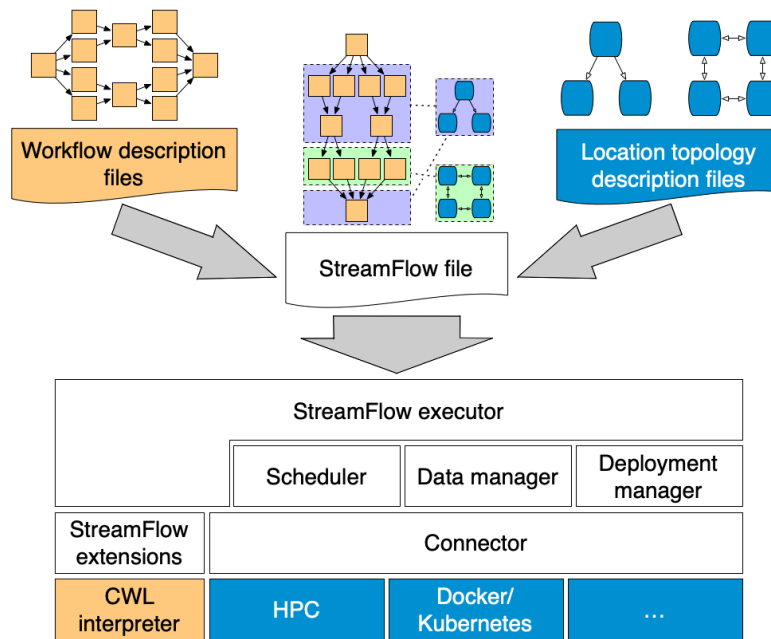 Workflow description
files
Location topology
description files
StreamFlow file
StreamFlow executor
Scheduler
Data manager
Deployment
manager
StreamFlow
extensions
Connector
CWL
interpreter
HPC
Docker/
Kubernetes
...